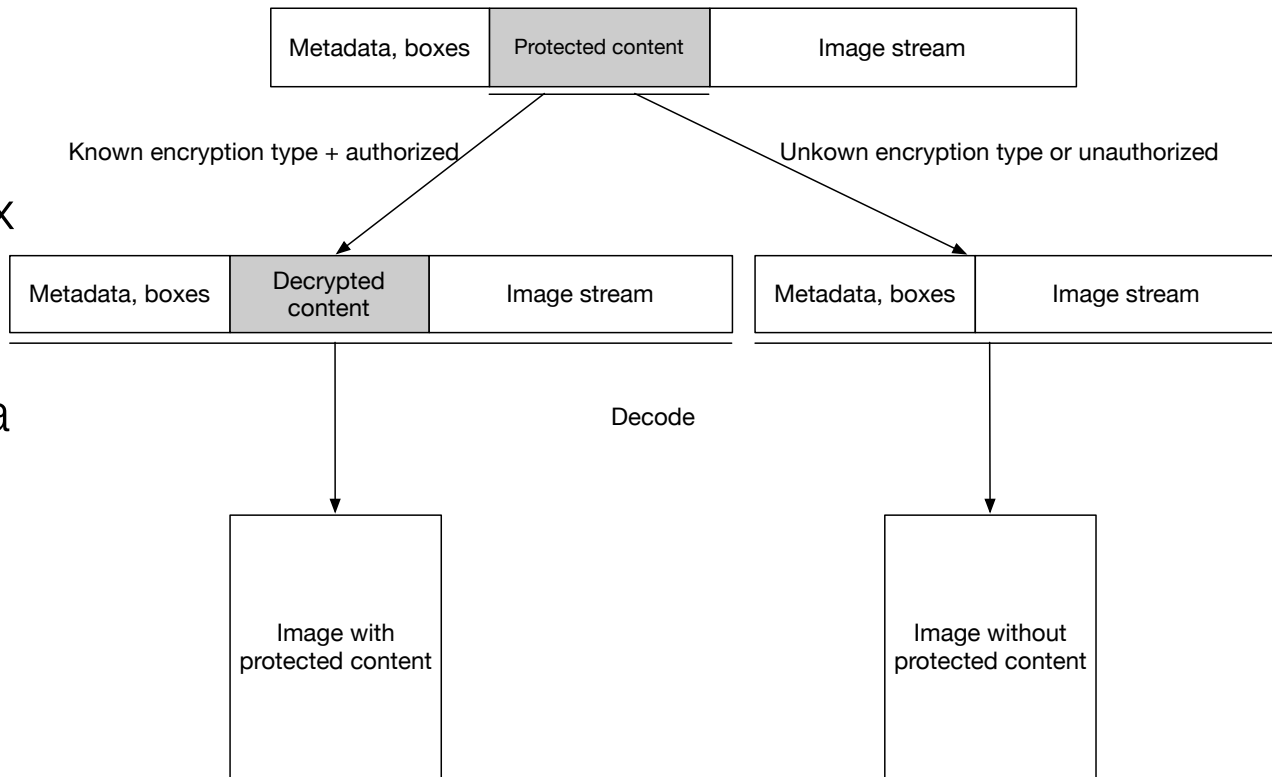 Metadata, boxes
Protected content
Image stream
Known encryption type + authorized
Unkown encryption type or unauthorized
x
Metadata, boxes
Decrypted
content
Image stream
Metadata, boxes
Image stream
a
Decode
Image with
protected content
Image without
protected content